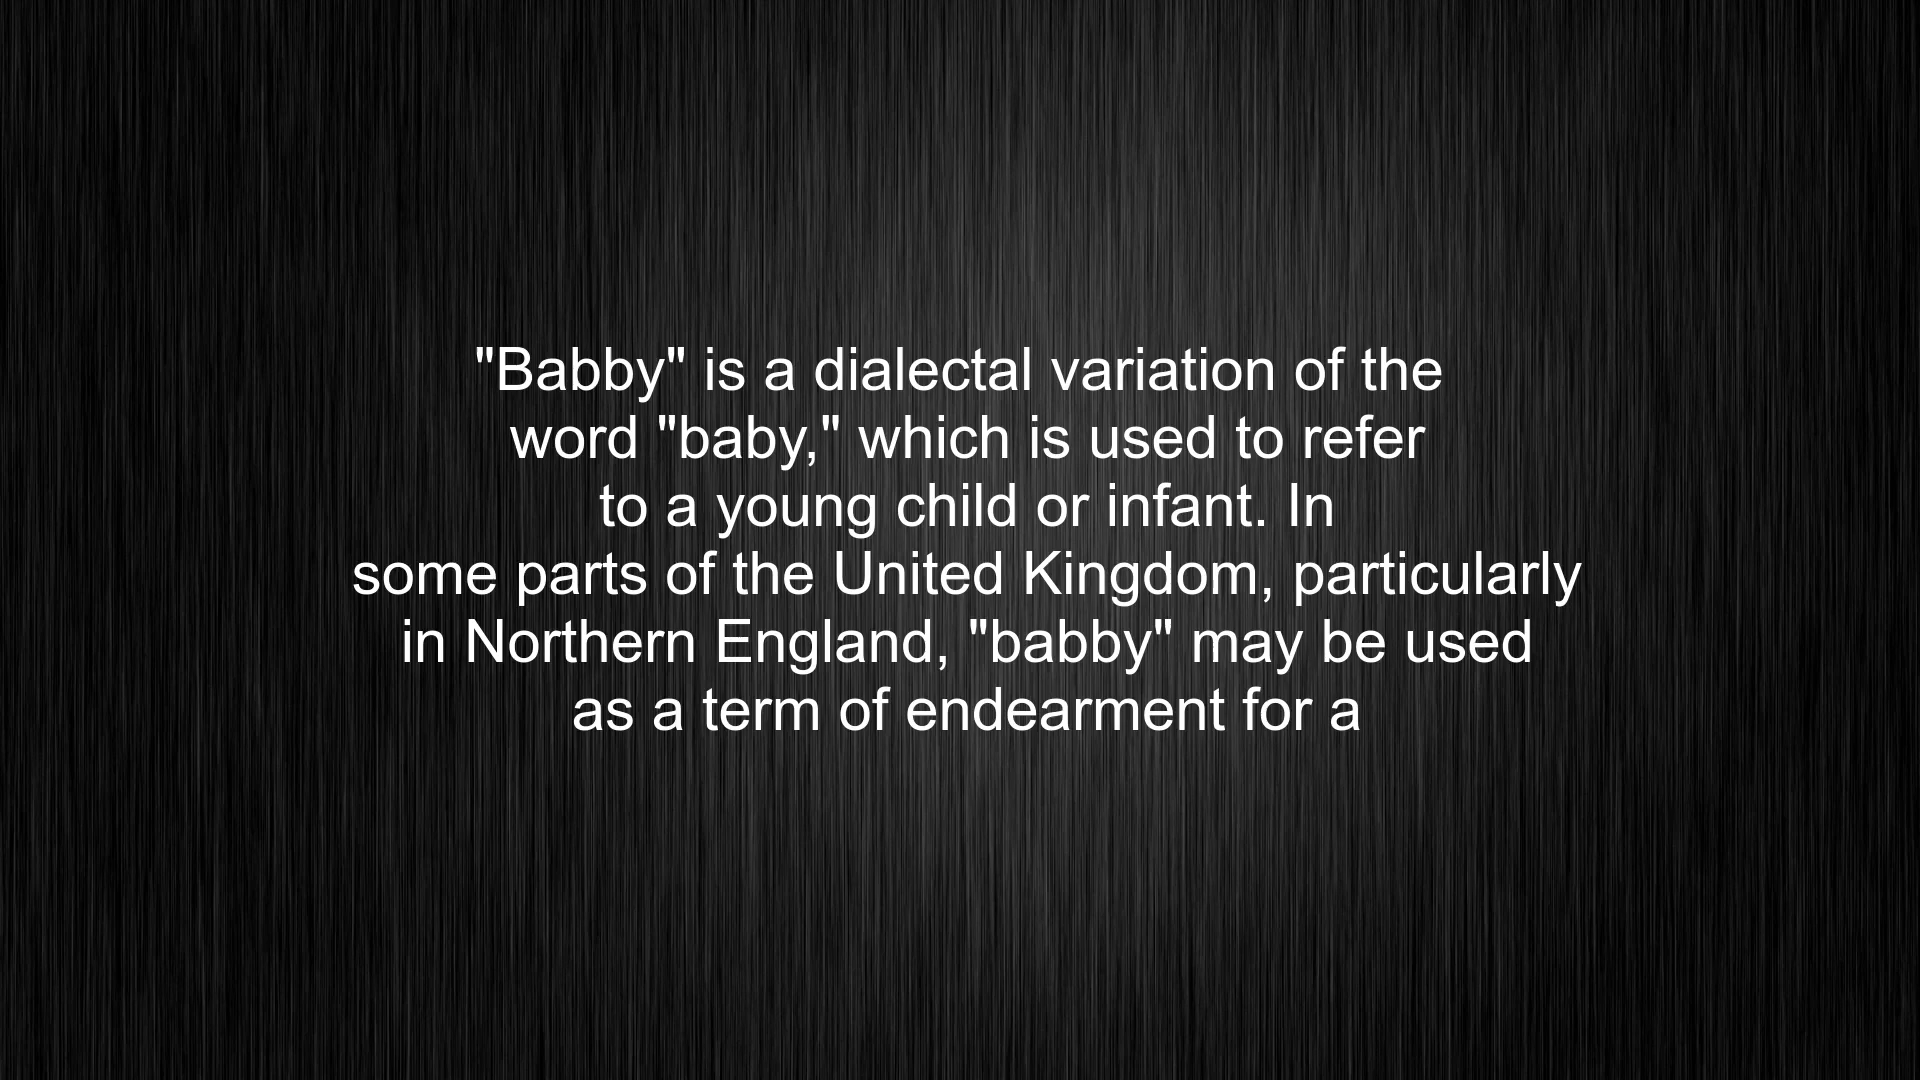 "Babby" is a dialectal variation of the
word "baby," which is used to refer
to a young child or infant. In
some parts of the United Kingdom, particularly
in Northern England, "babby" may be used
as a term of endearment for a